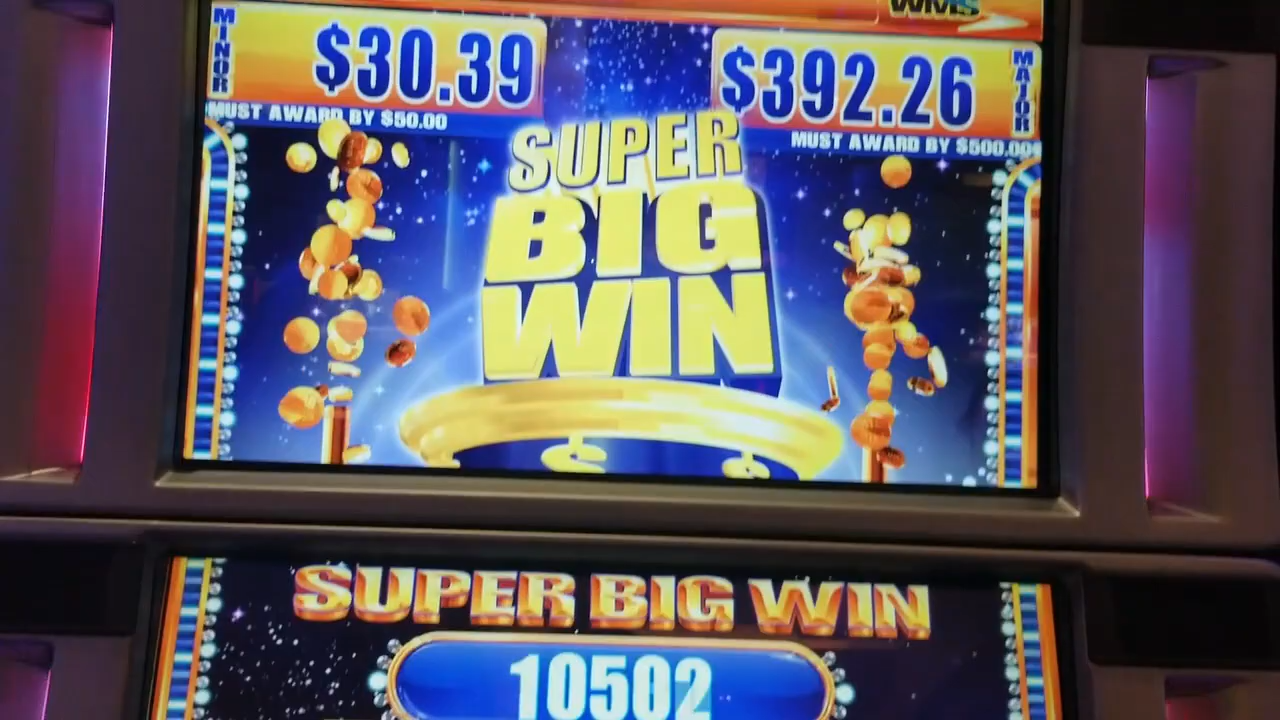 WMS
MINOR
$30.39
MUST AWARD BY $50.00
$392.26
MAJOR
MUST AWARD BY $500.00
SUPER
BIG
WIN
SUPER BIG WIN
10502